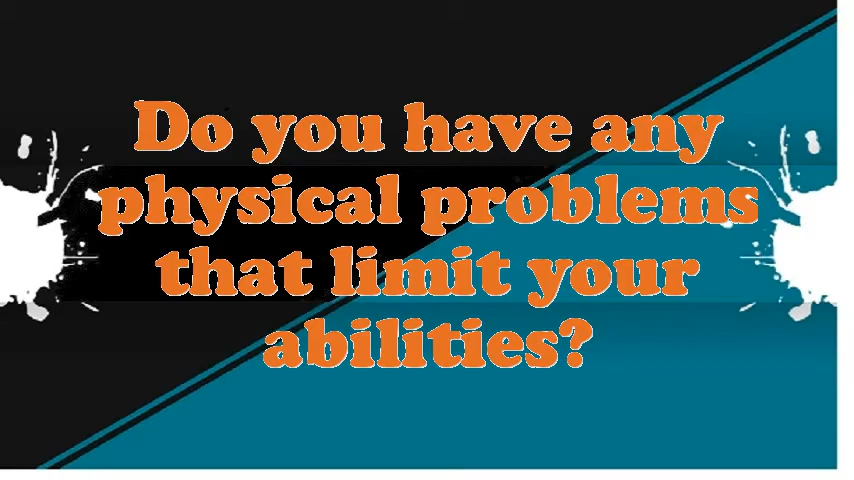 Do you have any
physical problems
that limit your
abilities?